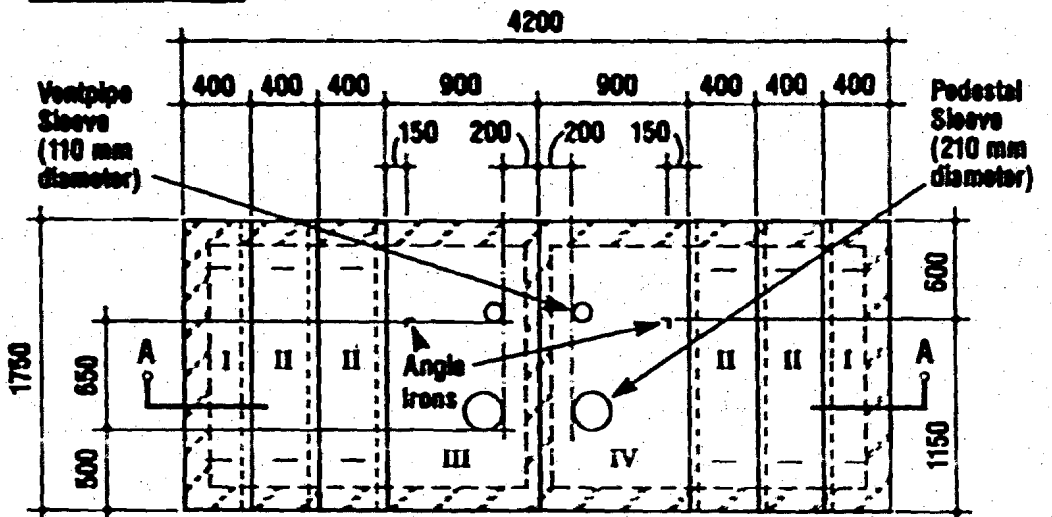 4200
400 400 400 900 900 400 400 400
Ventpipe
Sleeve
(110 mm
diameter)
Pedestal
Sleeve
(210 mm
diameter)
150 200 200 150
1750
650
500
600
1150
A
I II II
Angle
irons
II II I
A
III
IV